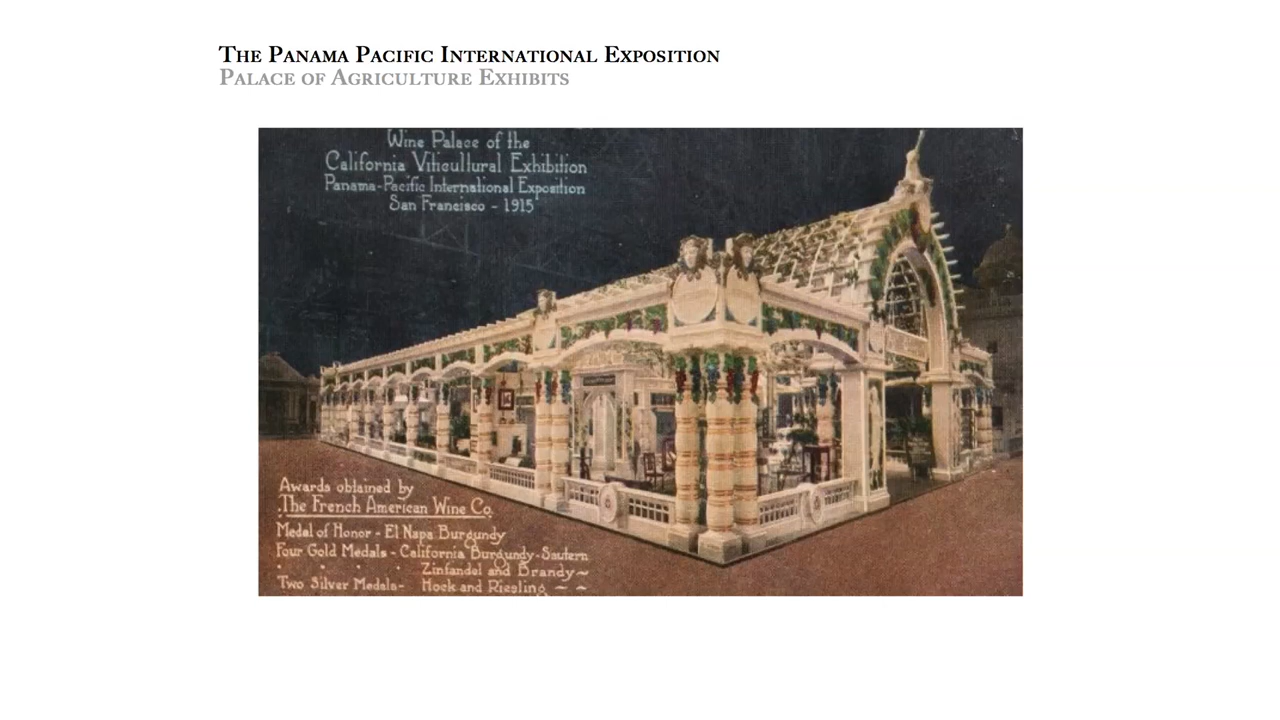 The Panama Pacific International Exposition
Palace of Agriculture Exhibits
Wine Palace of the
California Viticultural Exhibition
Panama-Pacific International Exposition
San Francisco - 1915
Awards obtained by
The French American Wine Co.
Medal of Honor - El Napa Burgundy
Four Gold Medals - California Burgundy - Sautern
" " " " Zinfandel and Brandy ~
Two Silver Medals - Hock and Riesling ~ ~